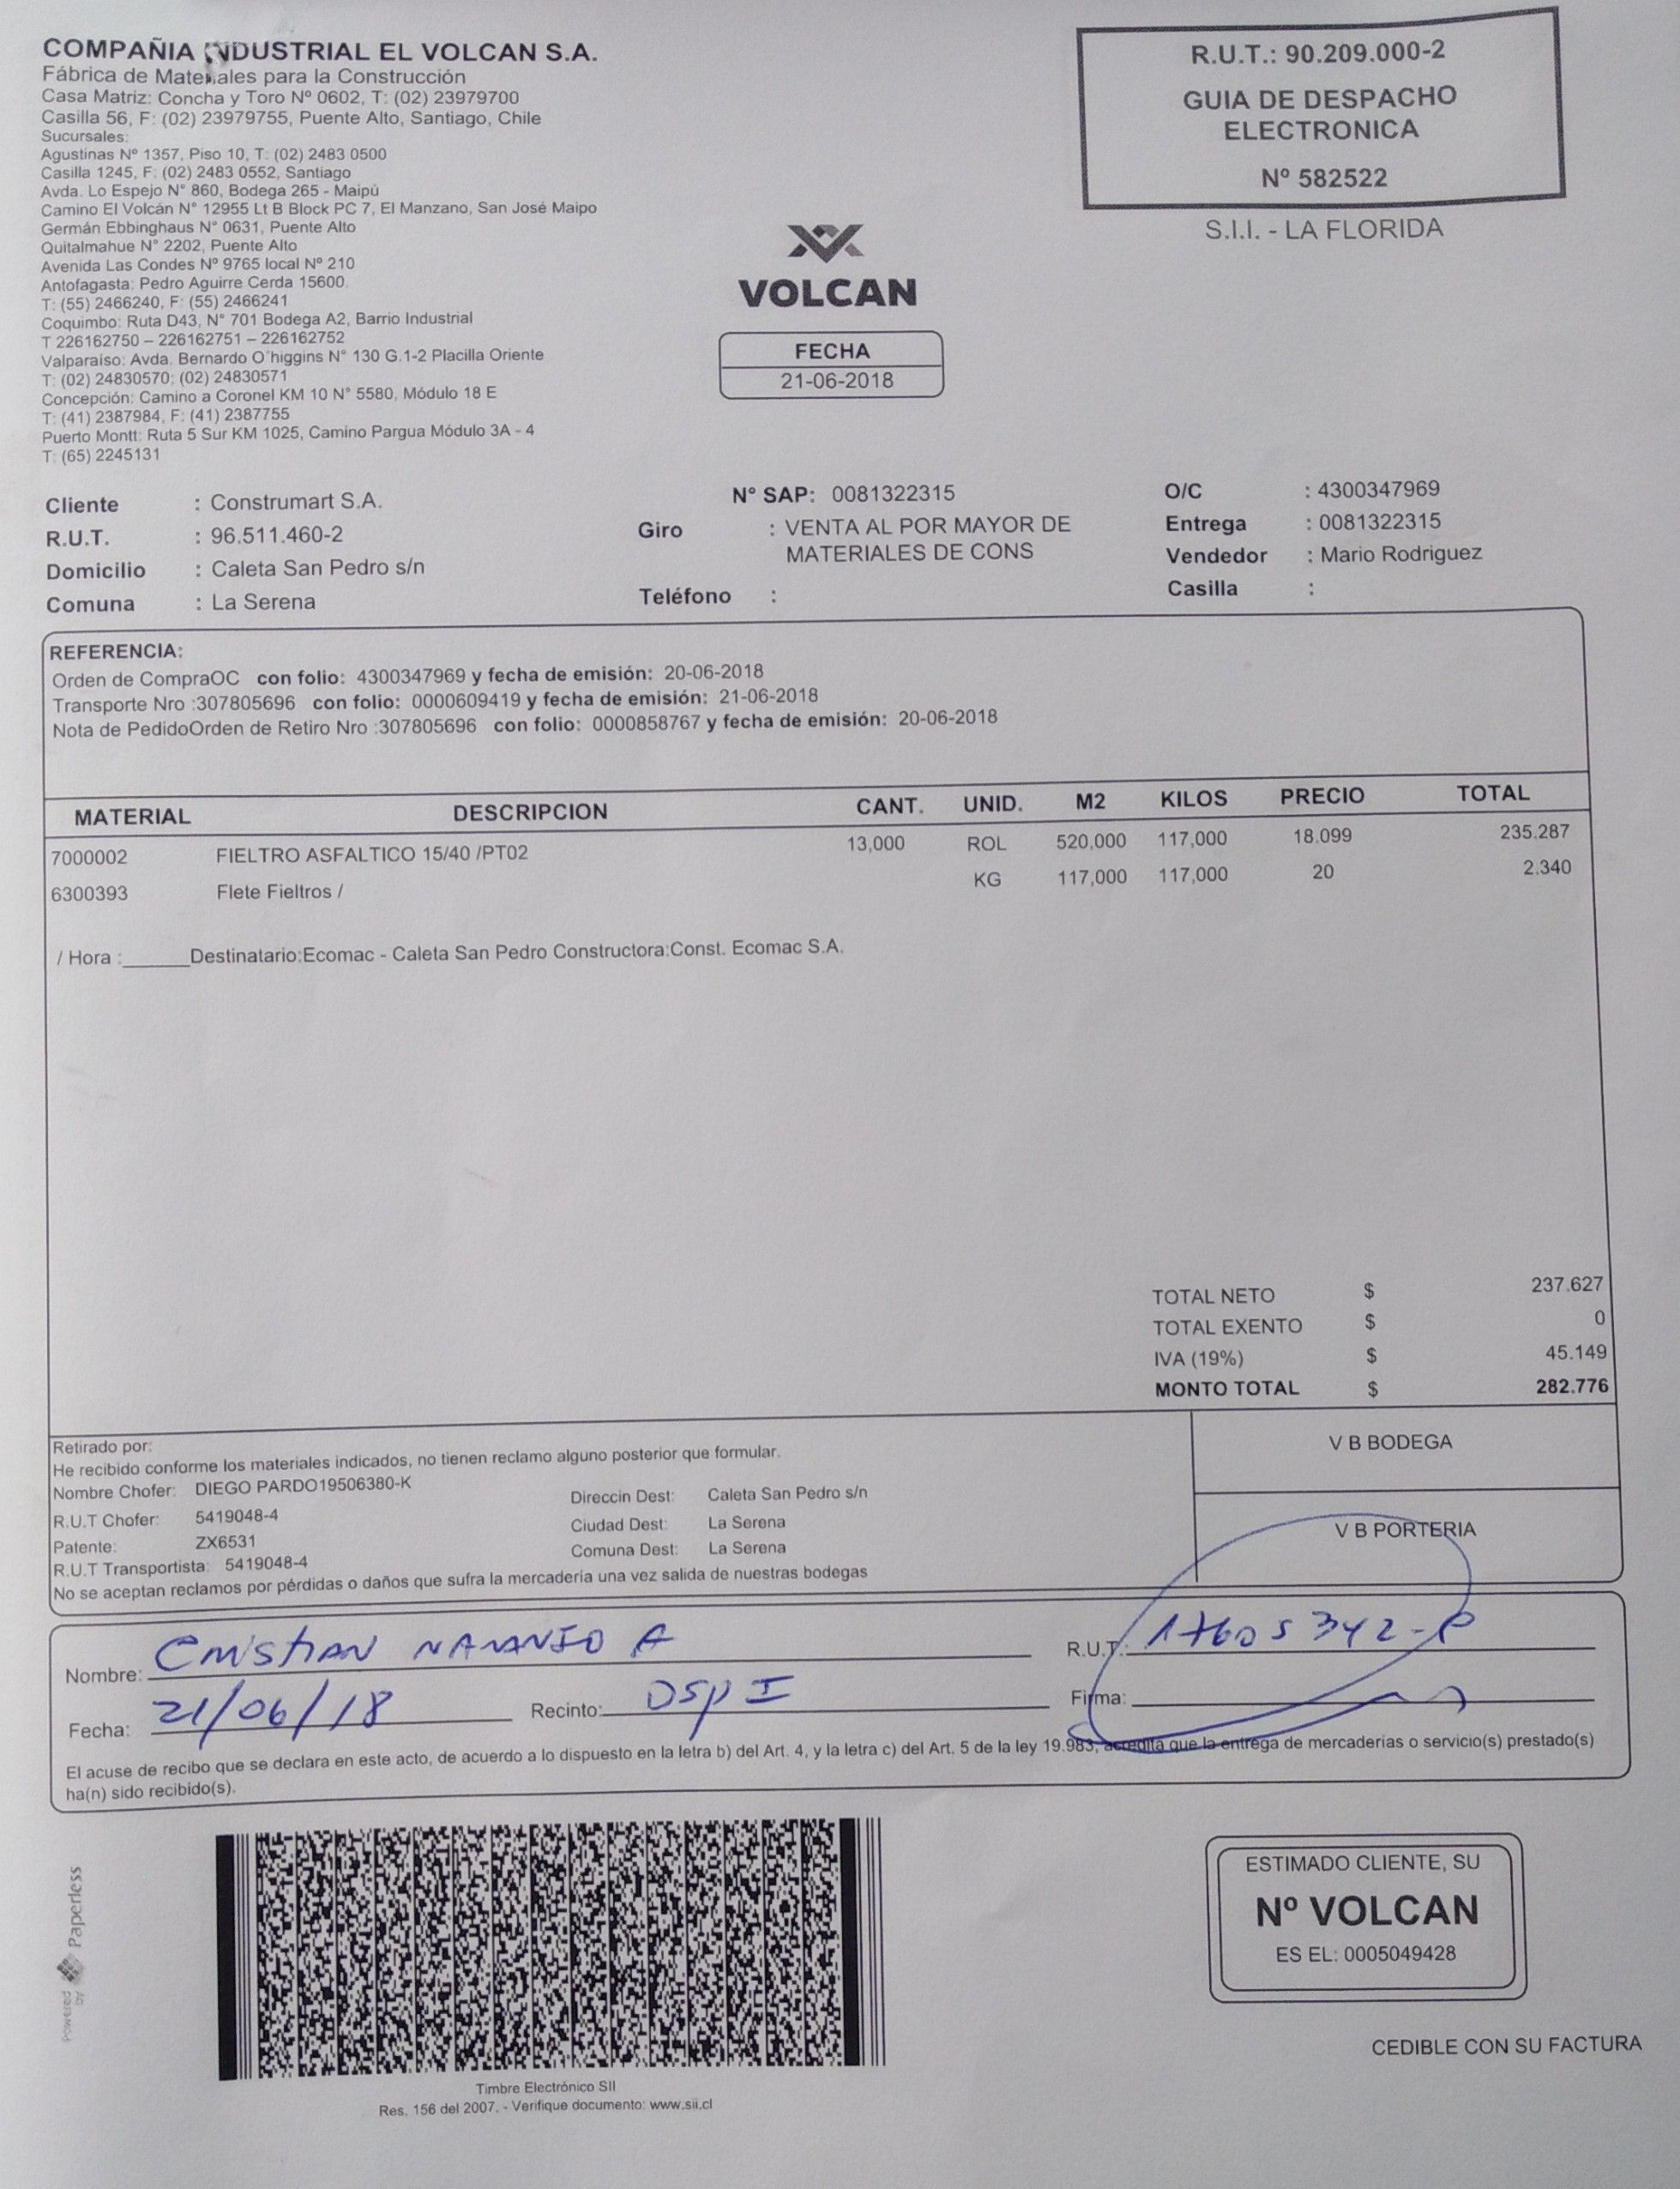 COMPAÑIA INDUSTRIAL EL VOLCAN S.A.
Fábrica de Materiales para la Construcción
Casa Matriz: Concha y Toro Nº 0602, T: (02) 23979700
Casilla 56, F: (02) 23979755, Puente Alto, Santiago, Chile
Sucursales:
Agustinas Nº 1357, Piso 10, T: (02) 2483 0500
Casilla 1245, F: (02) 2483 0552, Santiago
Avda. Lo Espejo N° 860, Bodega 265 - Maipú
Camino El Volcán N° 12955 Lt B Block PC 7, El Manzano, San José Maipo
Germán Ebbinghaus N° 0631, Puente Alto
Quitalmahue N° 2202, Puente Alto
Avenida Las Condes Nº 9765 local Nº 210
Antofagasta: Pedro Aguirre Cerda 15600.
T: (55) 2466240, F: (55) 2466241
Coquimbo: Ruta D43, N° 701 Bodega A2, Barrio Industrial
T 226162750 – 226162751 – 226162752
Valparaiso: Avda. Bernardo O´higgins N° 130 G.1-2 Placilla Oriente
T: (02) 24830570; (02) 24830571
Concepción: Camino a Coronel KM 10 N° 5580, Módulo 18 E
T: (41) 2387984, F: (41) 2387755
Puerto Montt: Ruta 5 Sur KM 1025, Camino Pargua Módulo 3A - 4
T: (65) 2245131
VOLCAN
FECHA
21-06-2018
R.U.T.: 90.209.000-2
GUIA DE DESPACHO
ELECTRONICA
Nº 582522
S.I.I. - LA FLORIDA
Cliente : Construmart S.A.
R.U.T. : 96.511.460-2
Domicilio : Caleta San Pedro s/n
Comuna : La Serena
N° SAP: 0081322315
Giro : VENTA AL POR MAYOR DE
MATERIALES DE CONS
Teléfono :
O/C : 4300347969
Entrega : 0081322315
Vendedor : Mario Rodriguez
Casilla :
REFERENCIA:
Orden de CompraOC con folio: 4300347969 y fecha de emisión: 20-06-2018
Transporte Nro :307805696 con folio: 0000609419 y fecha de emisión: 21-06-2018
Nota de PedidoOrden de Retiro Nro :307805696 con folio: 0000858767 y fecha de emisión: 20-06-2018
MATERIAL DESCRIPCION CANT. UNID. M2 KILOS PRECIO TOTAL
7000002 FIELTRO ASFALTICO 15/40 /PT02 13,000 ROL 520,000 117,000 18.099 235.287
6300393 Flete Fieltros / KG 117,000 117,000 20 2.340
/ Hora :______Destinatario:Ecomac - Caleta San Pedro Constructora:Const. Ecomac S.A.
TOTAL NETO $ 237.627
TOTAL EXENTO $ 0
IVA (19%) $ 45.149
MONTO TOTAL $ 282.776
Retirado por:
He recibido conforme los materiales indicados, no tienen reclamo alguno posterior que formular.
Nombre Chofer: DIEGO PARDO19506380-K
R.U.T Chofer: 5419048-4
Patente: ZX6531
R.U.T Transportista: 5419048-4
Direccin Dest: Caleta San Pedro s/n
Ciudad Dest: La Serena
Comuna Dest: La Serena
No se aceptan reclamos por pérdidas o daños que sufra la mercadería una vez salida de nuestras bodegas
V B BODEGA
V B PORTERIA
Nombre: Cristian Naranjo A
R.U.T.: 17605342-
Fecha: 21/06/18
Recinto: DSP I
Firma:
El acuse de recibo que se declara en este acto, de acuerdo a lo dispuesto en la letra b) del Art. 4, y la letra c) del Art. 5 de la ley 19.983, acredita que la entrega de mercaderias o servicio(s) prestado(s)
ha(n) sido recibido(s).
Powered by Paperless
Timbre Electrónico SII
Res. 156 del 2007. - Verifique documento: www.sii.cl
ESTIMADO CLIENTE, SU
Nº VOLCAN
ES EL: 0005049428
CEDIBLE CON SU FACTURA